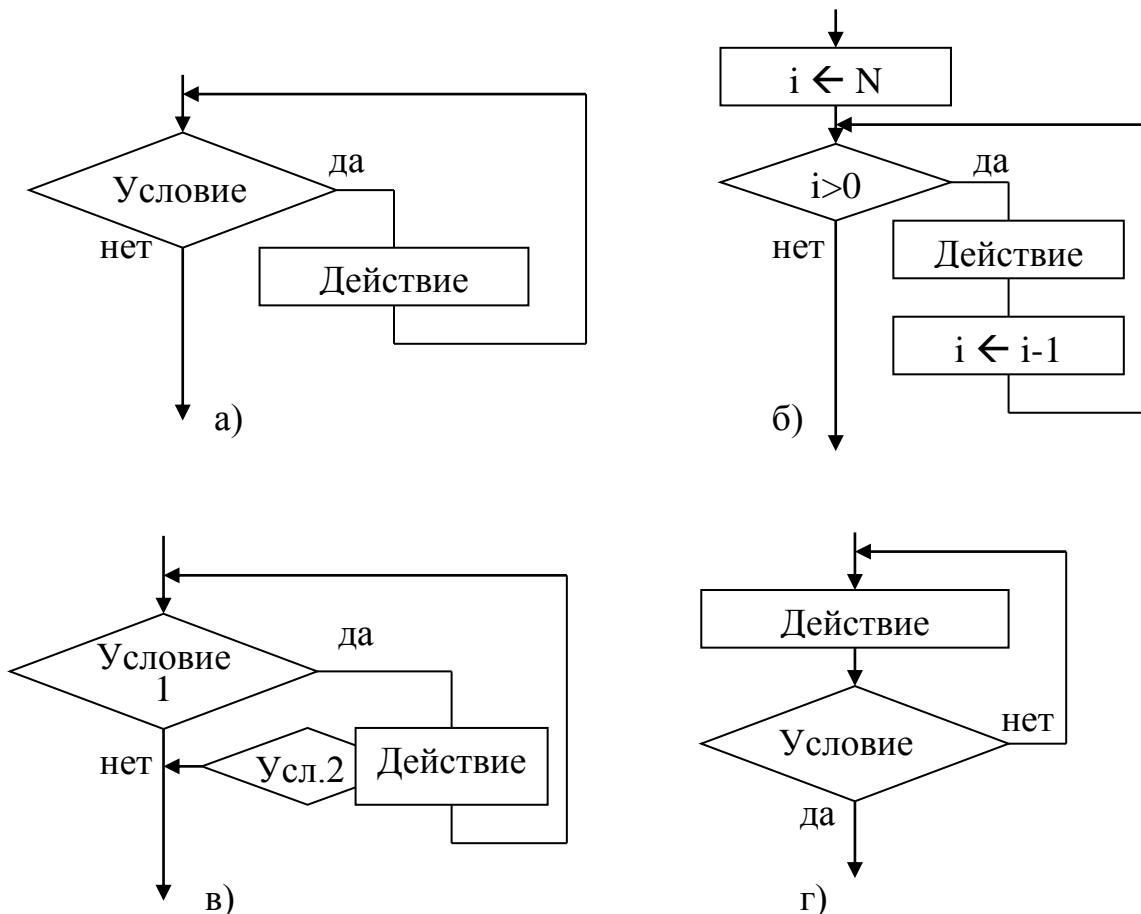 да
Условие
нет
Действие
а)
i ← N
да
i>0
нет
Действие
i ← i-1
б)
да
Условие
1
нет
Усл.2
Действие
в)
Действие
нет
Условие
да
г)